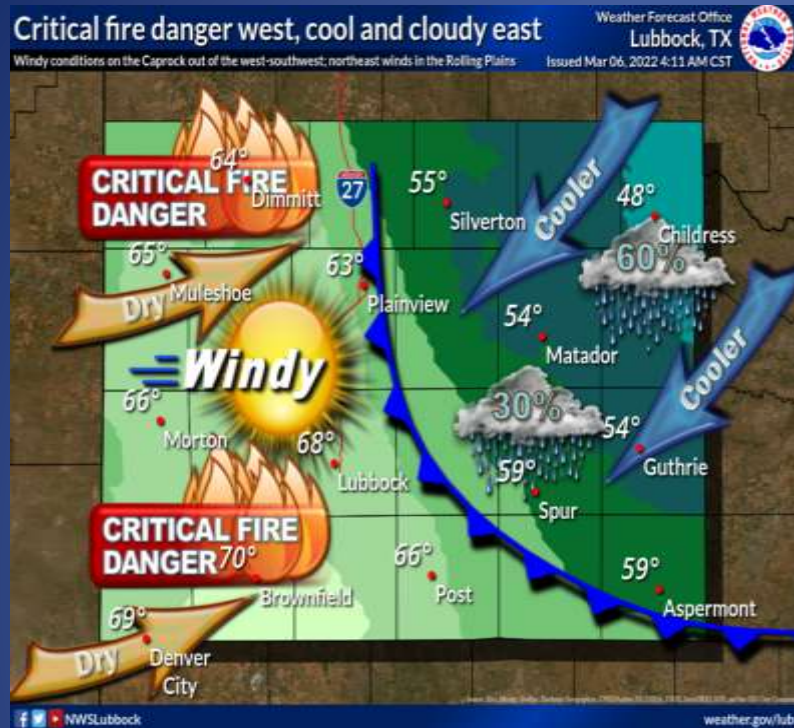 Critical fire danger west, cool and cloudy east
Windy conditions on the Caprock out of the west-southwest; northeast winds in the Rolling Plains
Weather Forecast Office
Lubbock, TX
Issued Mar 06, 2022 4:11 AM CST
64°
CRITICAL FIRE
DANGER
Dimmitt
27
55°
Silverton
Cooler
48°
Childress
60%
65°
Muleshoe
Dry
63°
Plainview
54°
Matador
Cooler
Windy
66°
Morton
68°
Lubbock
30%
54°
Guthrie
59°
Spur
CRITICAL FIRE
DANGER
70°
Brownfield
66°
Post
59°
Aspermont
69°
Denver
City
Dry
NWSLubbock
weather.gov/lub